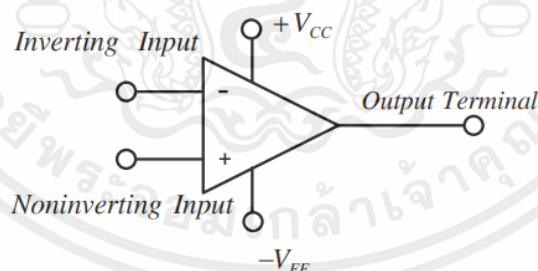 +V_CC
Inverting Input
-
Output Terminal
+
Noninverting Input
–V_EE